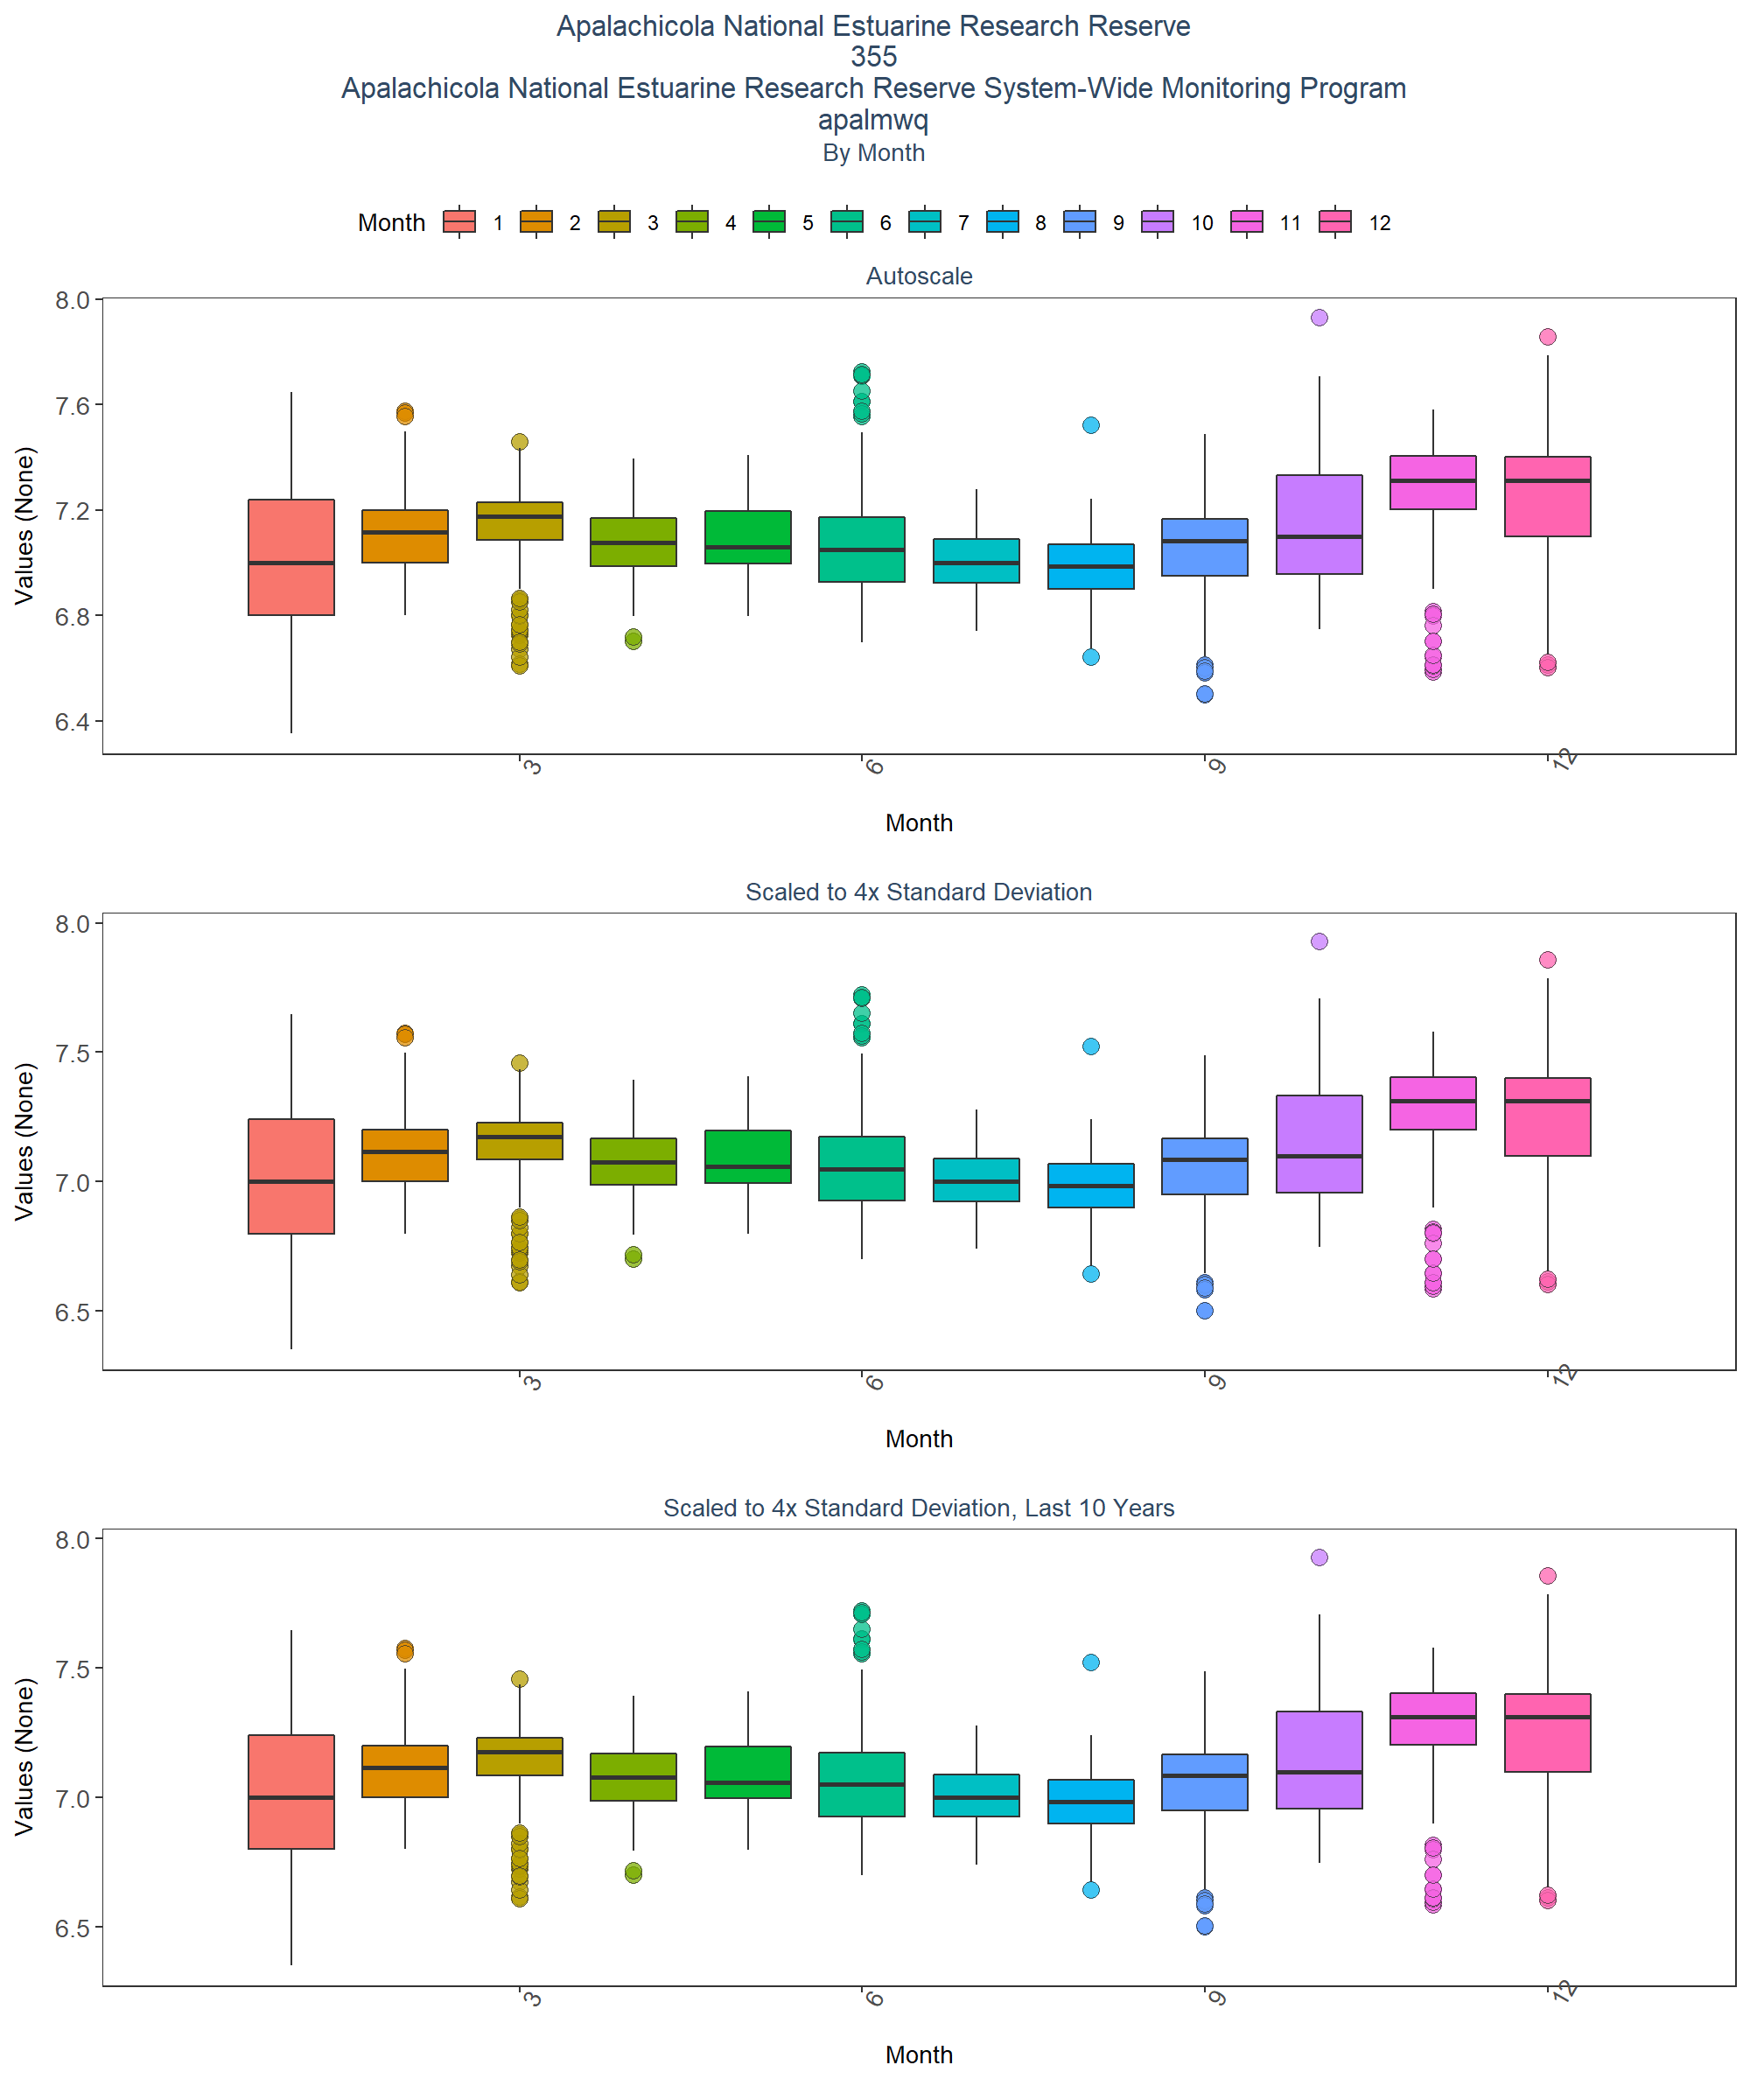 Apalachicola National Estuarine Research Reserve
355
Apalachicola National Estuarine Research Reserve System-Wide Monitoring Program
apalmwq
By Month
Month 1 2 3 4 5 6 7 8 9 10 11 12
Autoscale
8.0
7.6
7.2
6.8
6.4
Values (None)
3 6 9 12
Month
Scaled to 4x Standard Deviation
8.0
7.5
7.0
6.5
Values (None)
3 6 9 12
Month
Scaled to 4x Standard Deviation, Last 10 Years
8.0
7.5
7.0
6.5
Values (None)
3 6 9 12
Month